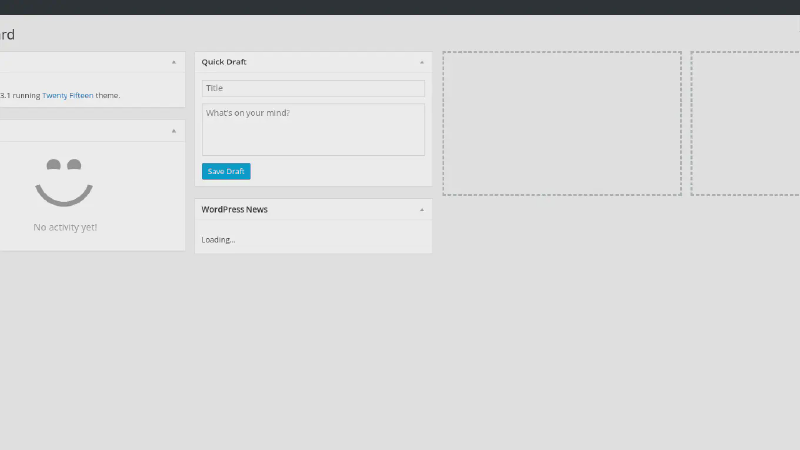 rd
3.1 running Twenty Fifteen theme.
No activity yet!
Quick Draft
Title
What's on your mind?
Save Draft
WordPress News
Loading...